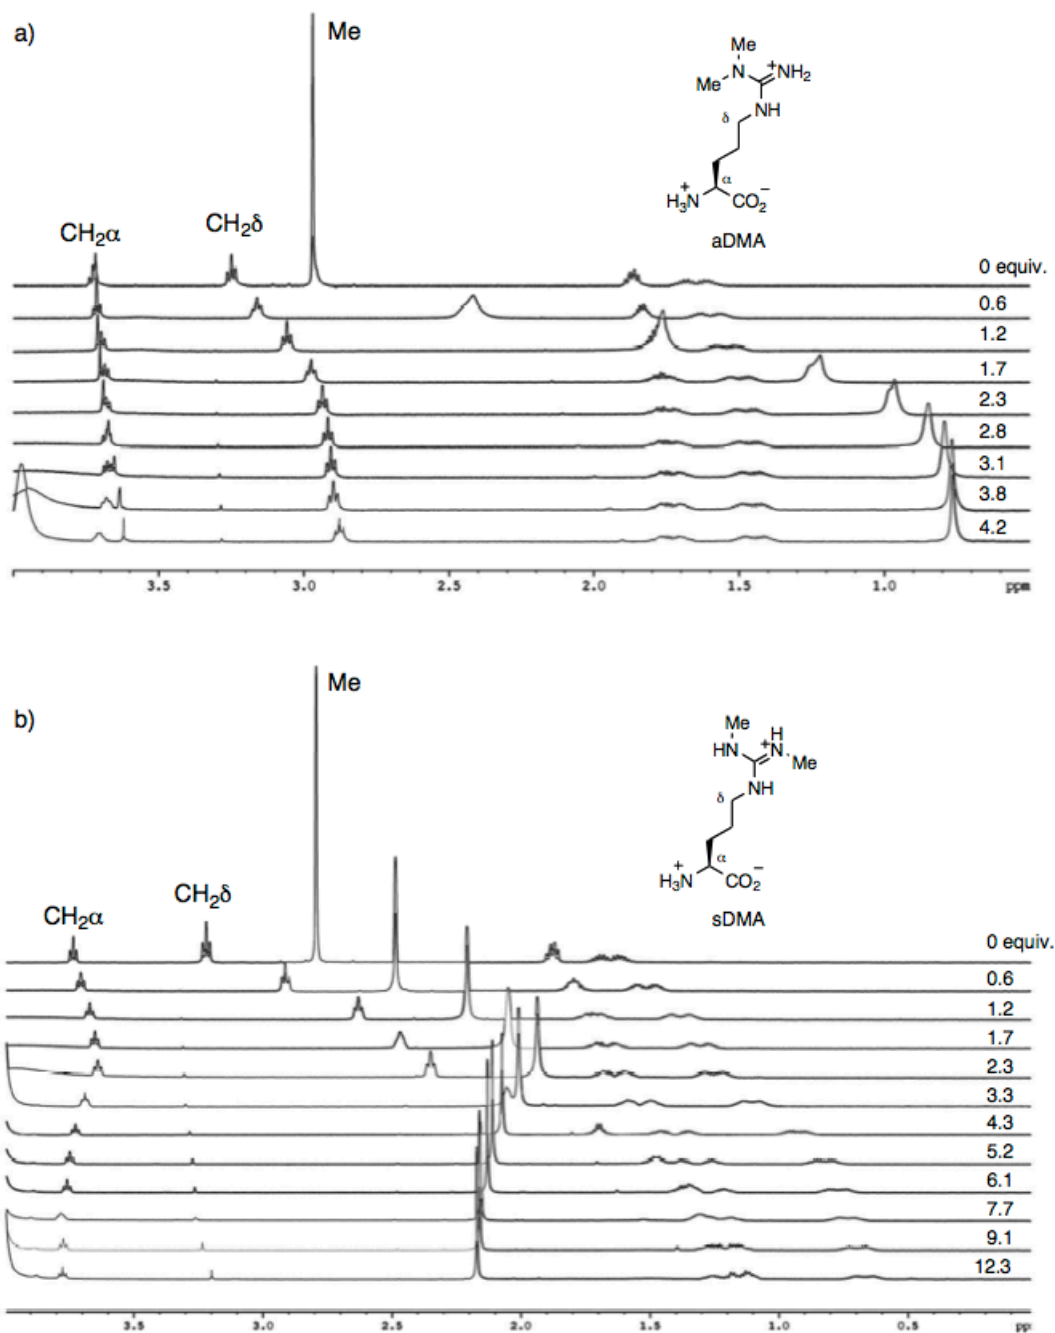 a)
Me
Me
Me
N
+
NH2
NH
δ
α
+
H3N
CO2−
aDMA
CH2α
CH2δ
0 equiv.
0.6
1.2
1.7
2.3
2.8
3.1
3.8
4.2
3.5 3.0 2.5 2.0 1.5 1.0 ppm
b)
Me
Me
HN
+
H
N
Me
NH
δ
α
+
H3N
CO2−
sDMA
CH2α
CH2δ
0 equiv.
0.6
1.2
1.7
2.3
3.3
4.3
5.2
6.1
7.7
9.1
12.3
3.5 3.0 2.5 2.0 1.5 1.0 0.5 pp